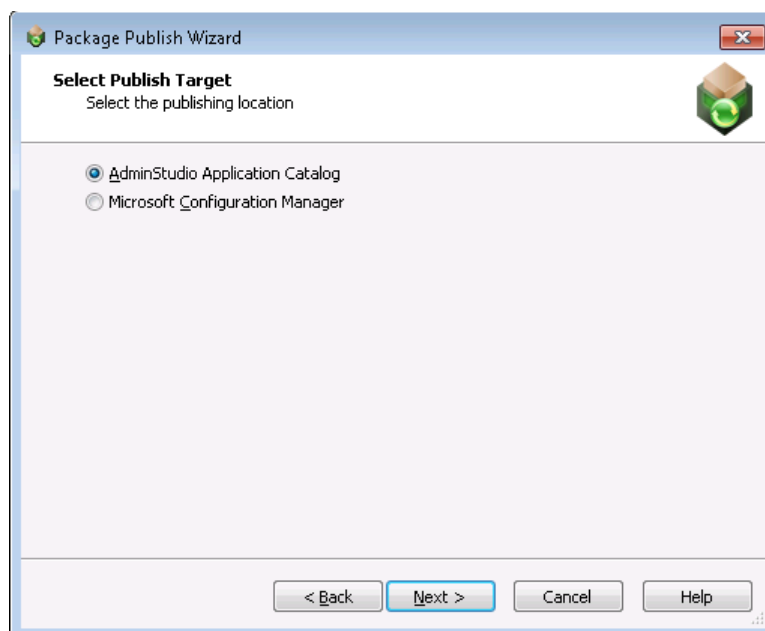 Package Publish Wizard
Select Publish Target
Select the publishing location
AdminStudio Application Catalog
Microsoft Configuration Manager
< Back Next > Cancel Help